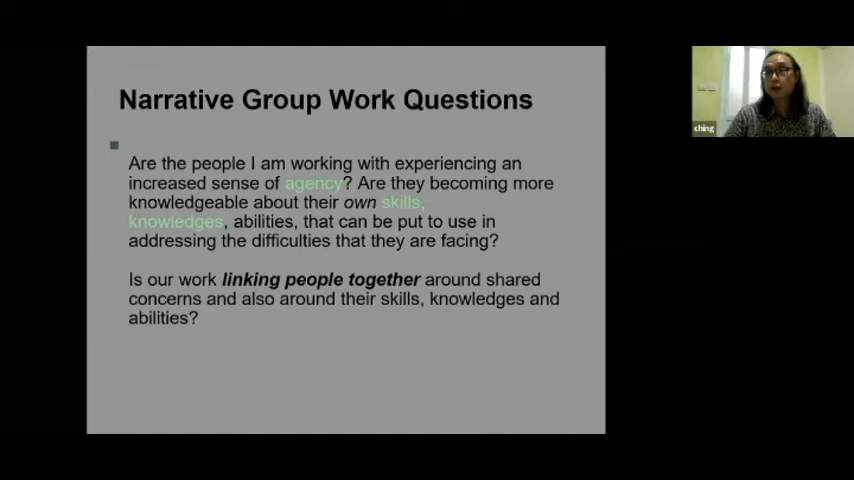 Narrative Group Work Questions
Are the people I am working with experiencing an
increased sense of agency? Are they becoming more
knowledgeable about their own skills,
knowledges, abilities, that can be put to use in
addressing the difficulties that they are facing?
Is our work linking people together around shared
concerns and also around their skills, knowledges and
abilities?
ching